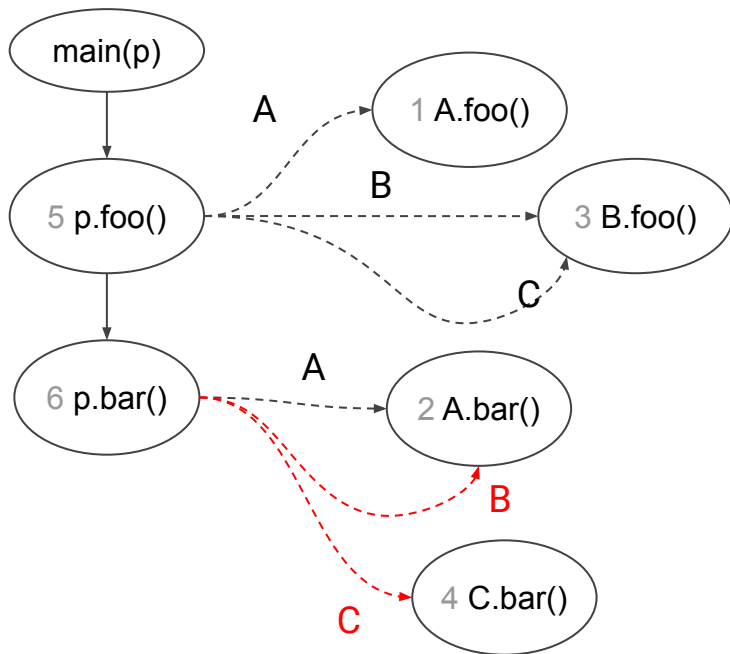 main(p)
A
1 A.foo()
B
5 p.foo()
3 B.foo()
C
A
6 p.bar()
2 A.bar()
B
4 C.bar()
C